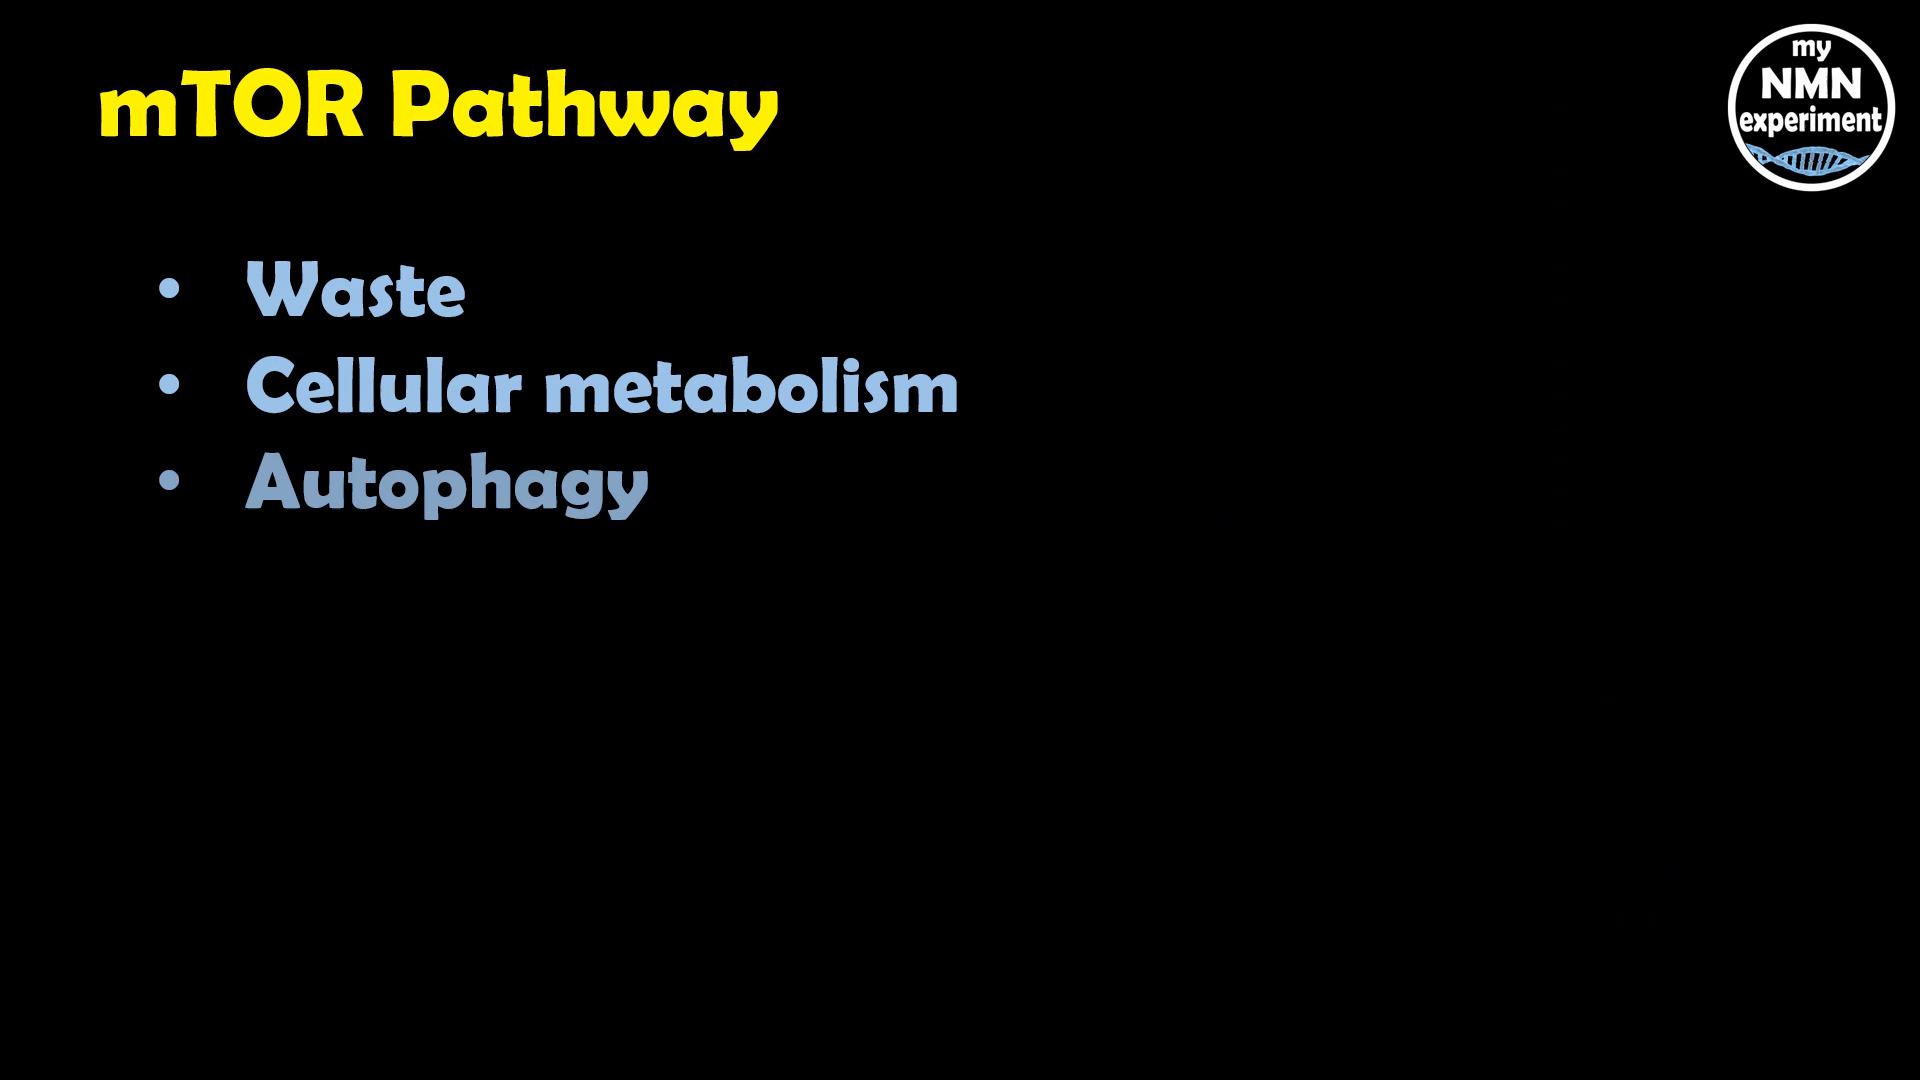 mTOR Pathway
my
NMN
experiment
• Waste
• Cellular metabolism
• Autophagy